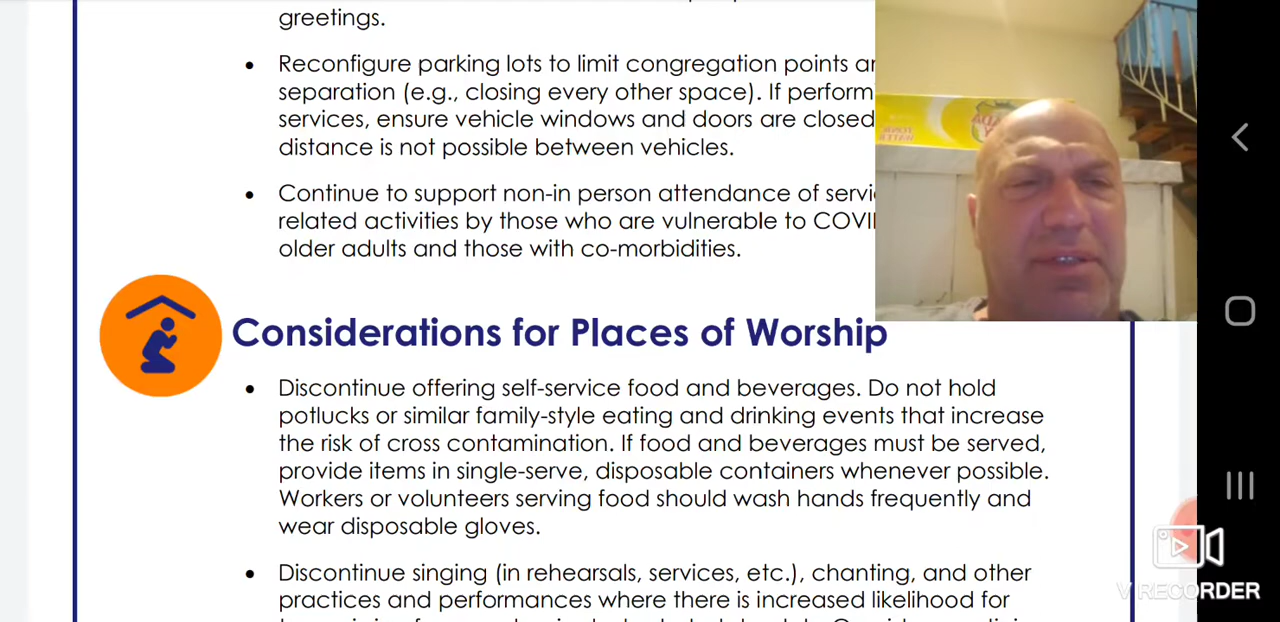 greetings.
• Reconfigure parking lots to limit congregation points
separation (e.g., closing every other space). If
services, ensure vehicle windows and doors are closed
distance is not possible between vehicles.
• Continue to support non-in person attendance of
related activities by those who are vulnerable to
older adults and those with co-morbidities.
Considerations for Places of Worship
• Discontinue offering self-service food and beverages. Do not hold
potlucks or similar family-style eating and drinking events that increase
the risk of cross contamination. If food and beverages must be served,
provide items in single-serve, disposable containers whenever possible.
Workers or volunteers serving food should wash hands frequently and
wear disposable gloves.
• Discontinue singing (in rehearsals, services, etc.), chanting, and other
practices and performances where there is increased likelihood for
V RECORDER